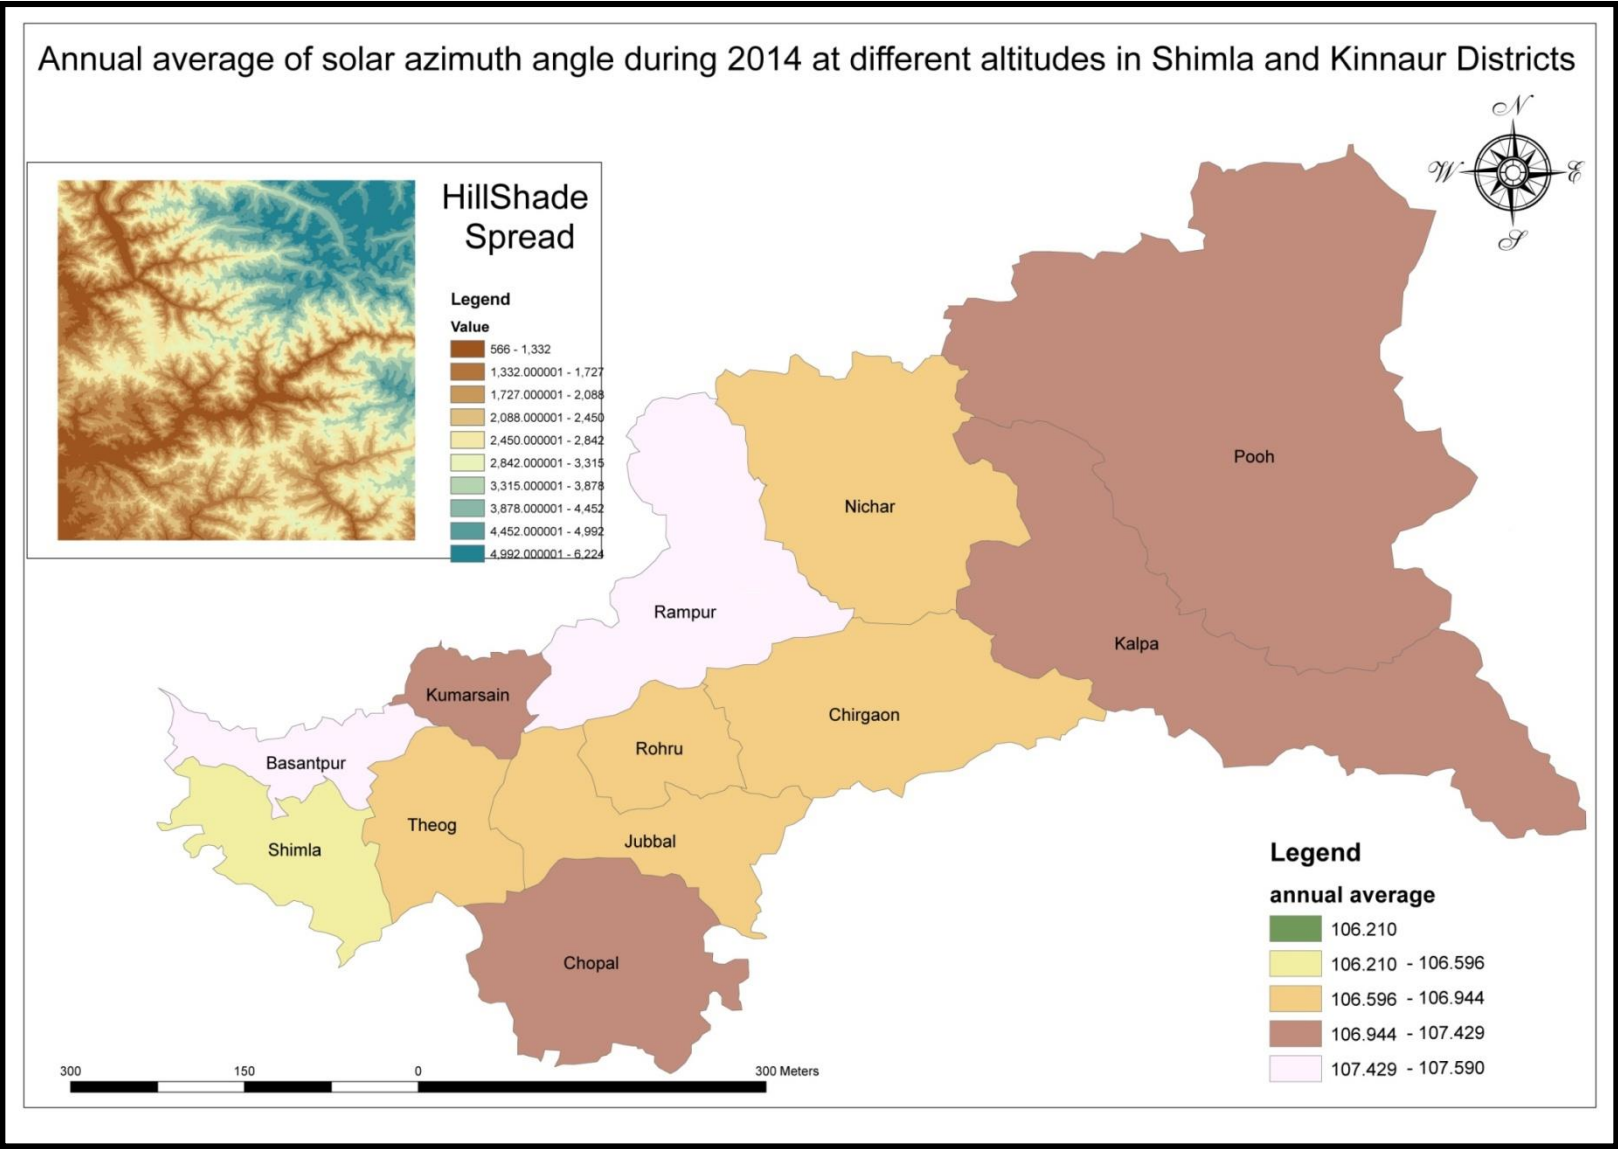 Annual average of solar azimuth angle during 2014 at different altitudes in Shimla and Kinnaur Districts
N
W
E
S
HillShade
Spread
Legend
Value
566 - 1,332
1,332.000001 - 1,727
1,727.000001 - 2,088
2,088.000001 - 2,450
2,450.000001 - 2,842
2,842.000001 - 3,315
3,315.000001 - 3,878
3,878.000001 - 4,452
4,452.000001 - 4,992
4,992.000001 - 6,224
Pooh
Nichar
Rampur
Kalpa
Kumarsain
Chirgaon
Rohru
Basantpur
Theog
Jubbal
Shimla
Chopal
Legend
annual average
106.210
106.210 - 106.596
106.596 - 106.944
106.944 - 107.429
107.429 - 107.590
300 150 0 300 Meters